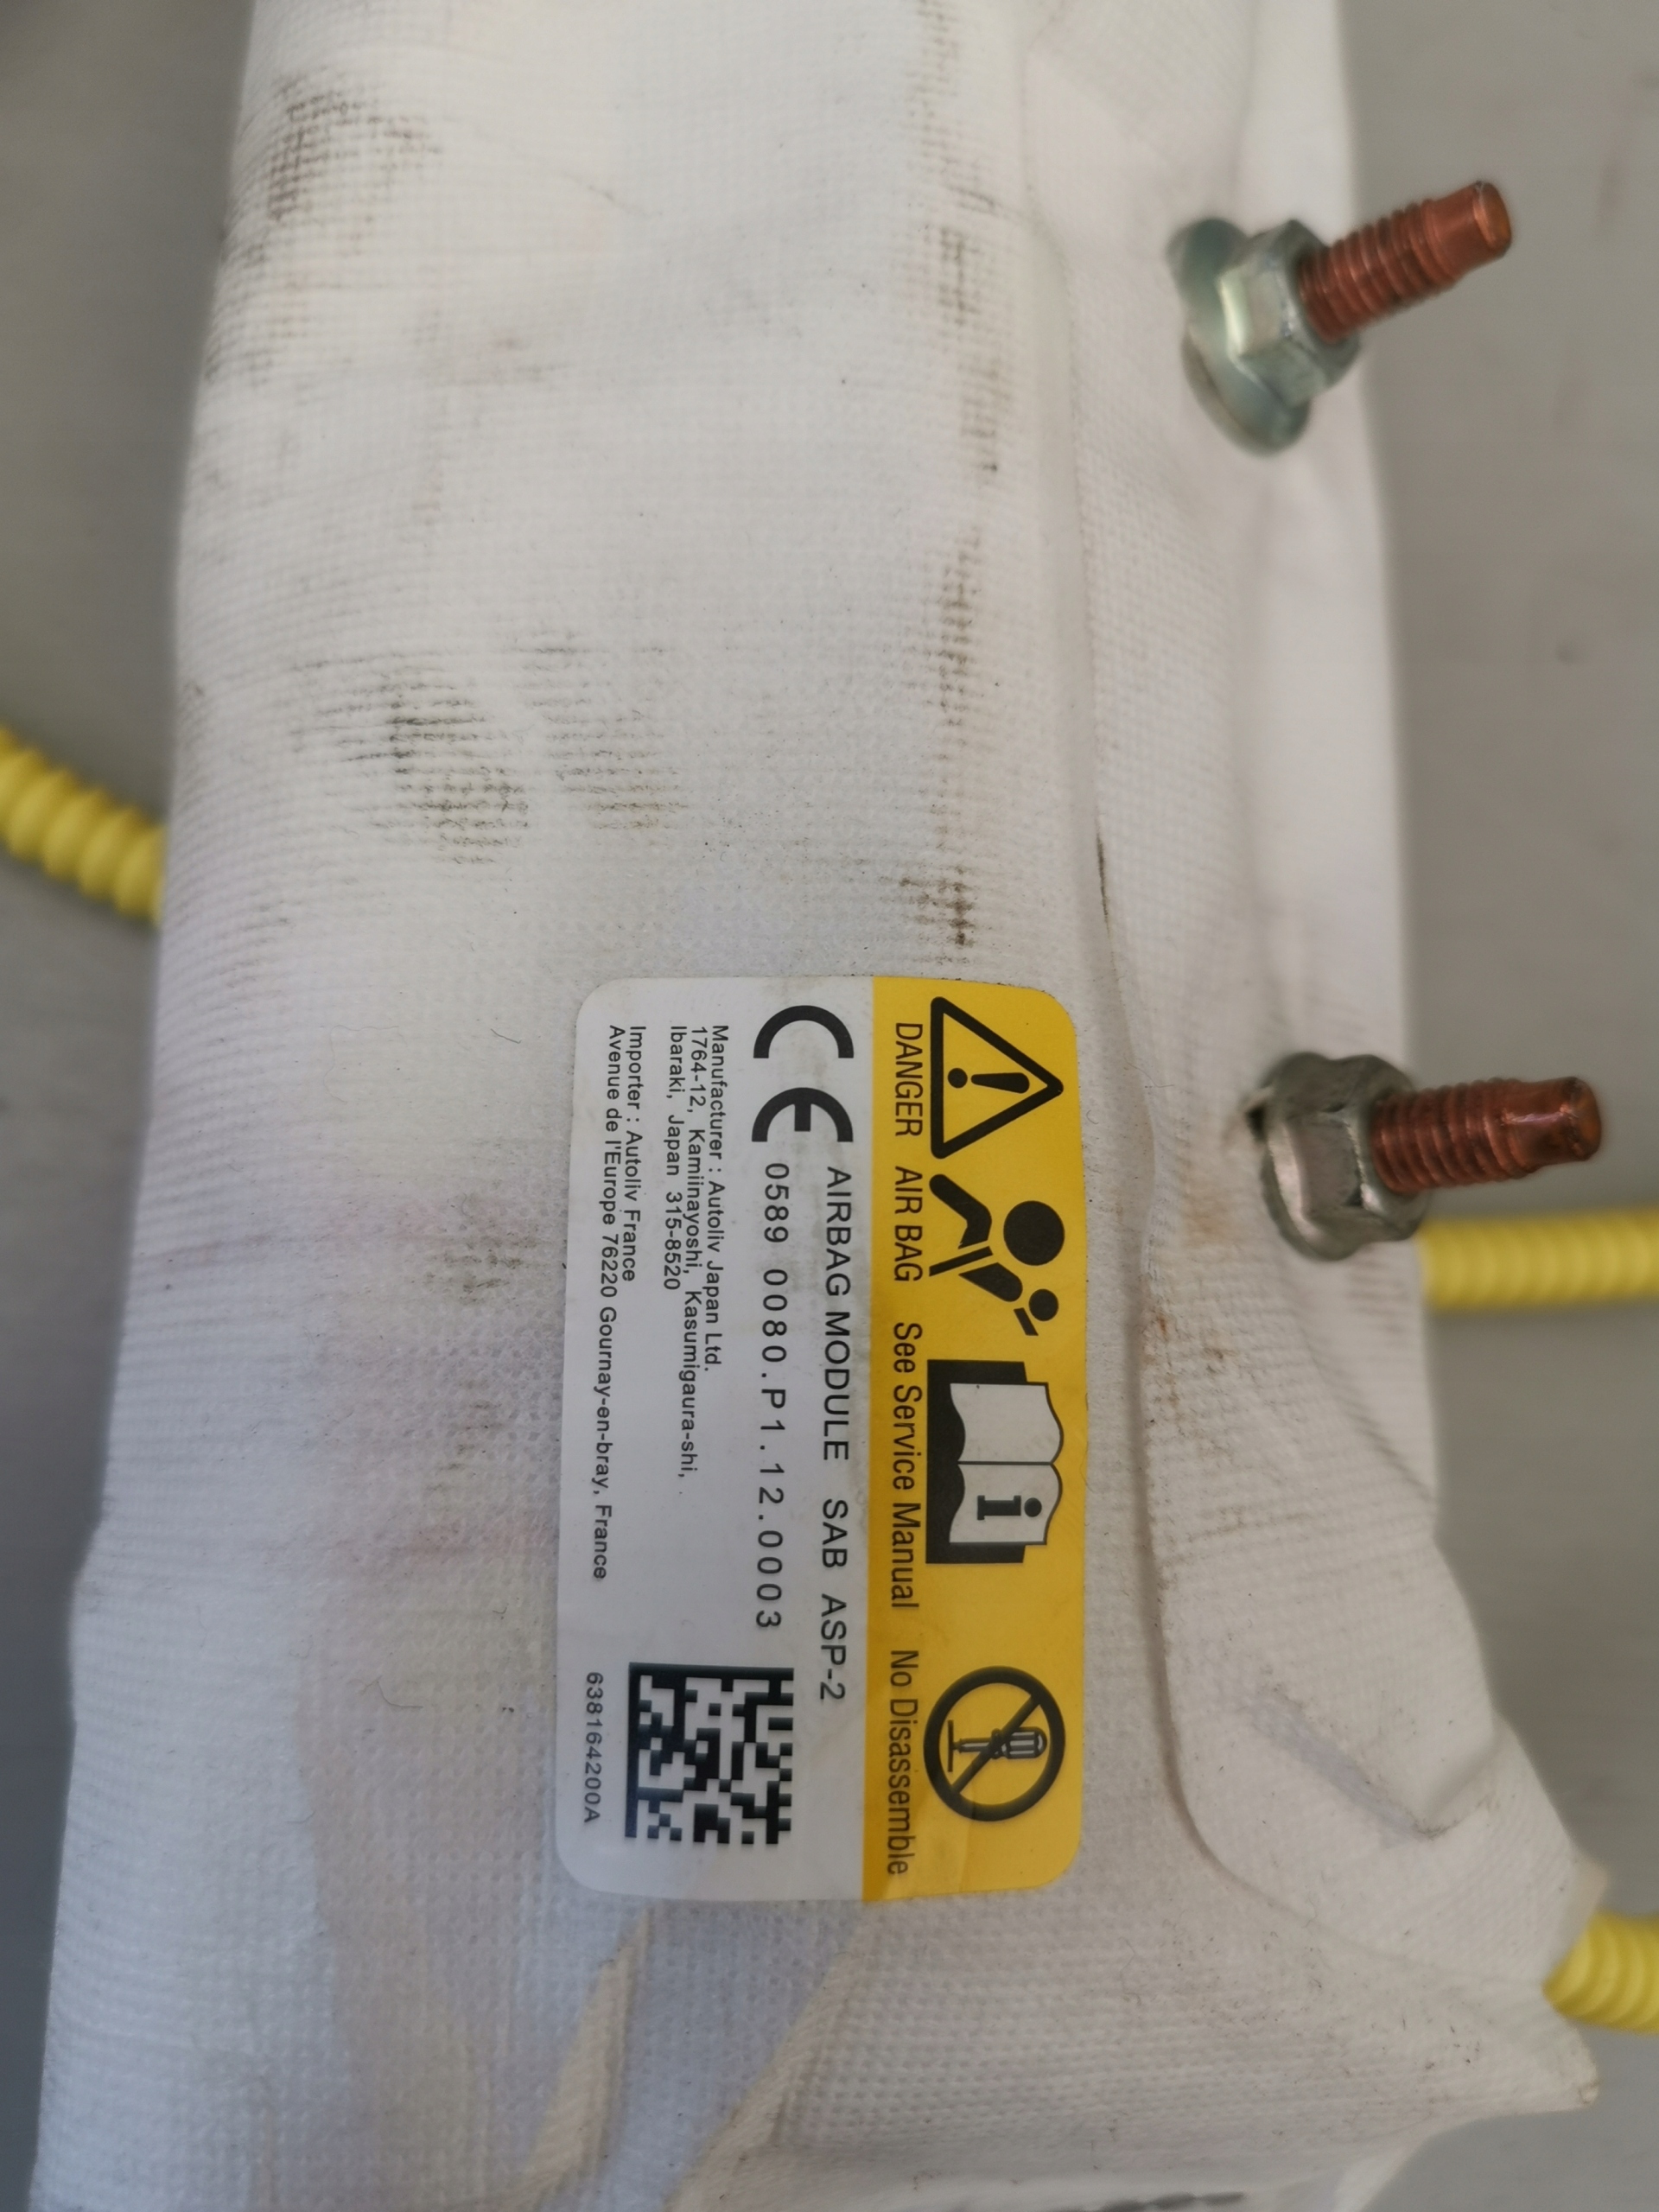 DANGER AIR BAG See Service Manual No Disassemble
AIRBAG MODULE SAB ASP-2
CE 0589 0080.P1.12.0003
Manufacturer : Autoliv Japan Ltd.
1764-12, Kamiinayoshi, Kasumigaura-shi,
Ibaraki, Japan 315-8520
Importer : Autoliv France
Avenue de l'Europe 76220 Gournay-en-bray, France
638164200A